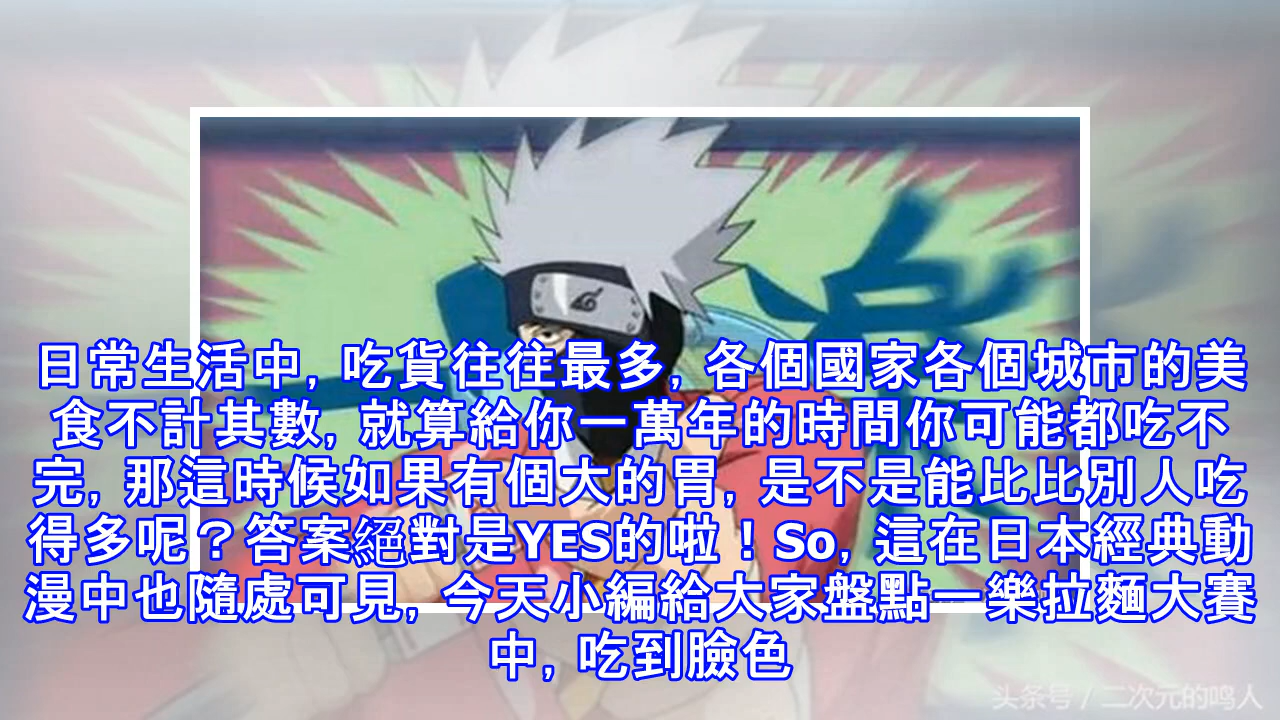 日常生活中, 吃貨往往最多, 各個國家各個城市的美
食不計其數, 就算給你一萬年的時間你可能都吃不
完, 那這時候如果有個大的胃, 是不是能比比別人吃
得多呢？答案絕對是YES的啦！So, 這在日本經典動
漫中也隨處可見, 今天小編給大家盤點一樂拉麵大賽
中, 吃到臉色
头条号 / 二次元的鸣人